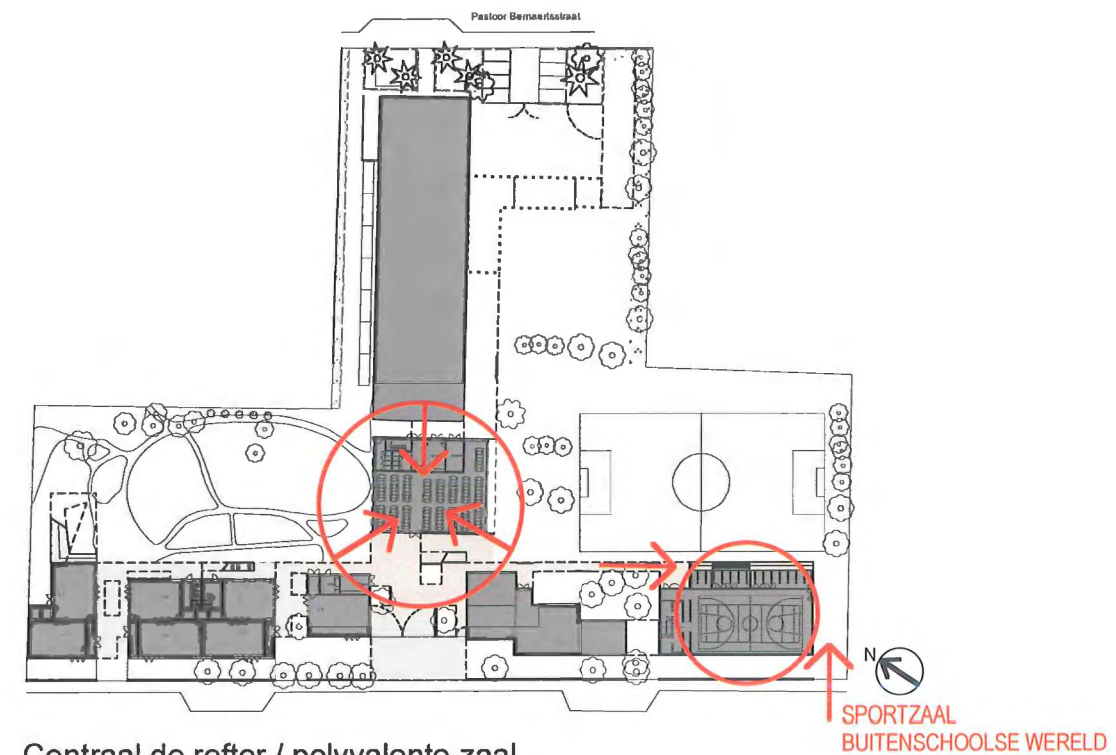 Pastoor Bernaertsstraat
N
SPORTZAAL
BUITENSCHOOLSE WERELD
Centraal de refter / polyvalente zaal